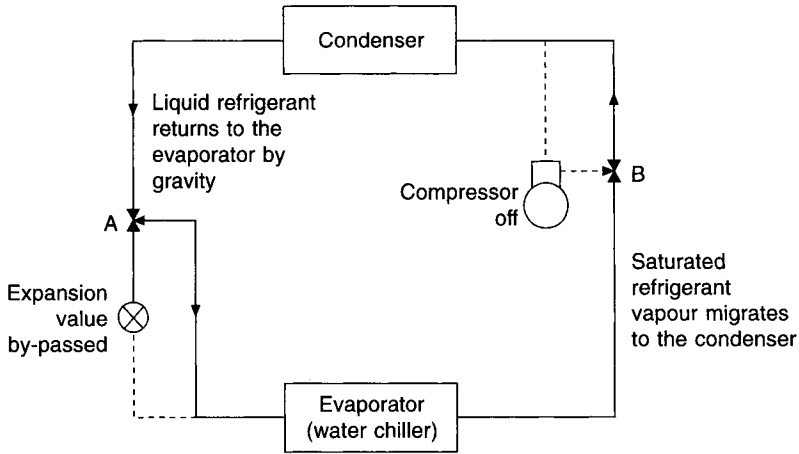 Condenser
Liquid refrigerant
returns to the
evaporator by
gravity
Compressor
off
B
A
Saturated
refrigerant
vapour migrates
to the condenser
Expansion
value
by-passed
Evaporator
(water chiller)